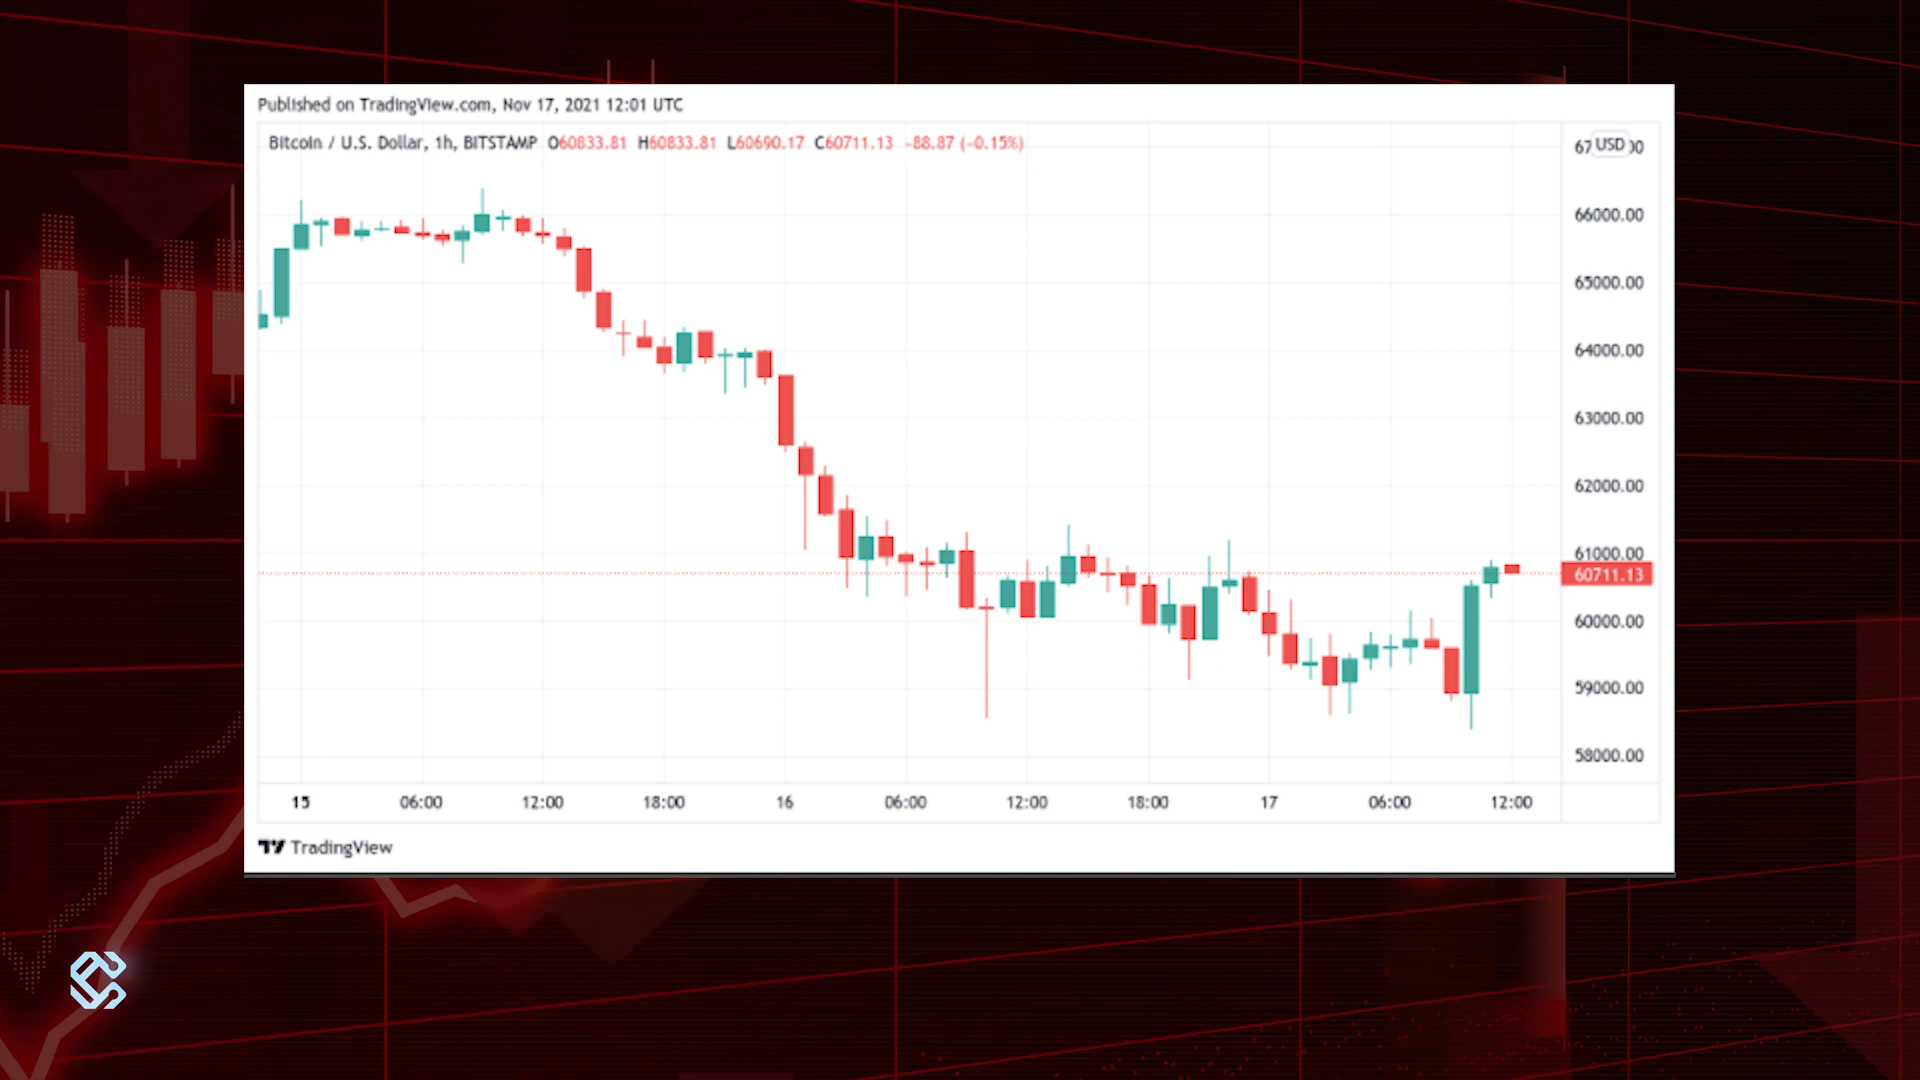 Published on TradingView.com, Nov 17, 2021 12:01 UTC
Bitcoin / U.S. Dollar, 1h, BITSTAMP O60833.81 H60833.81 L60690.17 C60711.13 -88.87 (-0.15%)
USD
66000.00
65000.00
64000.00
63000.00
62000.00
61000.00
60711.13
60000.00
59000.00
58000.00
15 06:00 12:00 18:00 16 06:00 12:00 18:00 17 06:00 12:00
TradingView